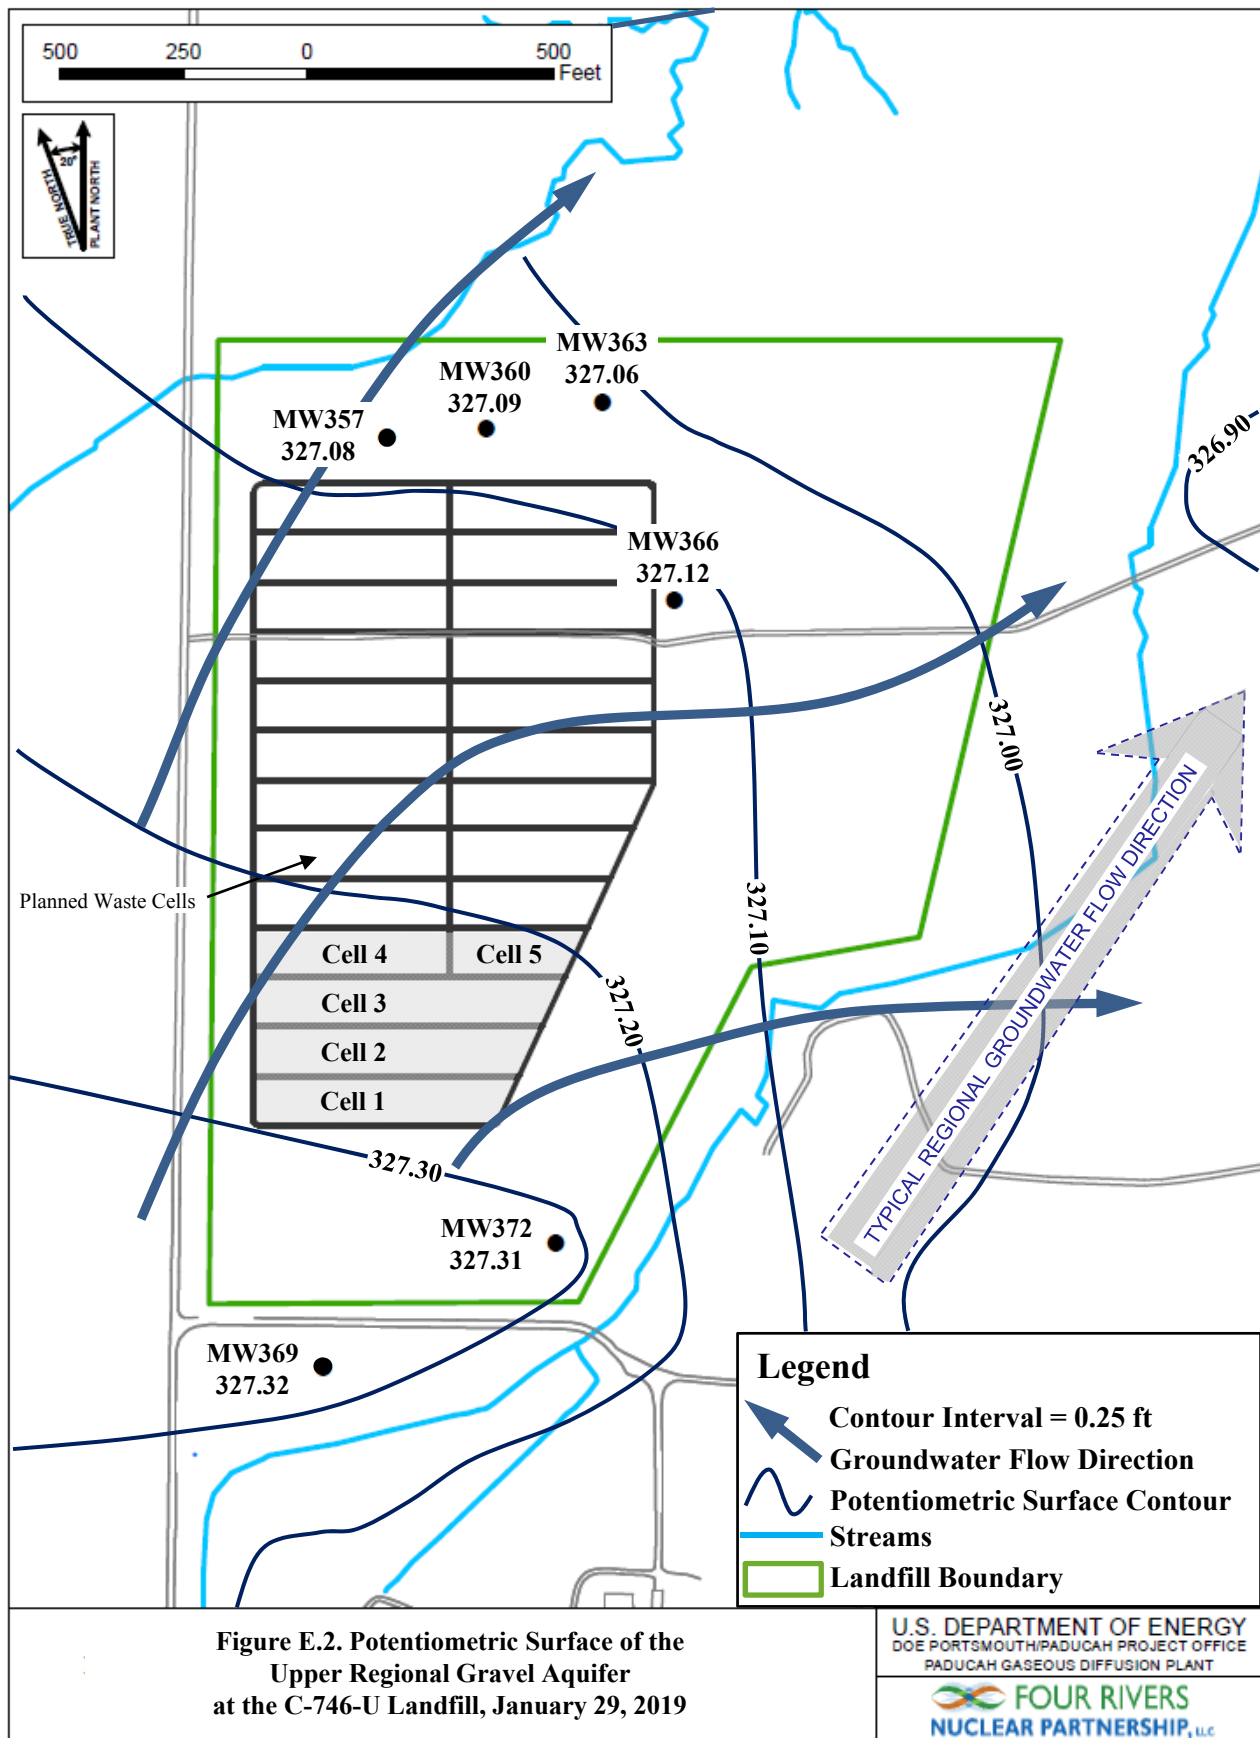 500 250 0 500
Feet
20°
TRUE NORTH
PLANT NORTH
MW363
327.06
MW360
327.09
MW357
327.08
326.90
MW366
327.12
327.00
TYPICAL REGIONAL GROUNDWATER FLOW DIRECTION
Planned Waste Cells
327.10
Cell 4 Cell 5
327.20
Cell 3
Cell 2
Cell 1
327.30
MW372
327.31
MW369
327.32
Legend
Contour Interval = 0.25 ft
Groundwater Flow Direction
Potentiometric Surface Contour
Streams
Landfill Boundary
Figure E.2. Potentiometric Surface of the
Upper Regional Gravel Aquifer
at the C-746-U Landfill, January 29, 2019
U.S. DEPARTMENT OF ENERGY
DOE PORTSMOUTH/PADUCAH PROJECT OFFICE
PADUCAH GASEOUS DIFFUSION PLANT
FOUR RIVERS
NUCLEAR PARTNERSHIP, LLC